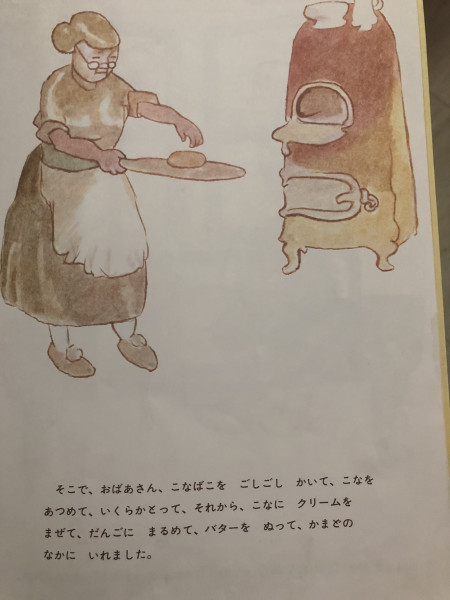 そこで、おばあさん、こなばこを　ごしごし　かいて、こなを
あつめて、いくらかとって、それから、こなに　クリームを
まぜて、だんごに　まるめて、バターを　ぬって、かまどの
なかに　いれました。